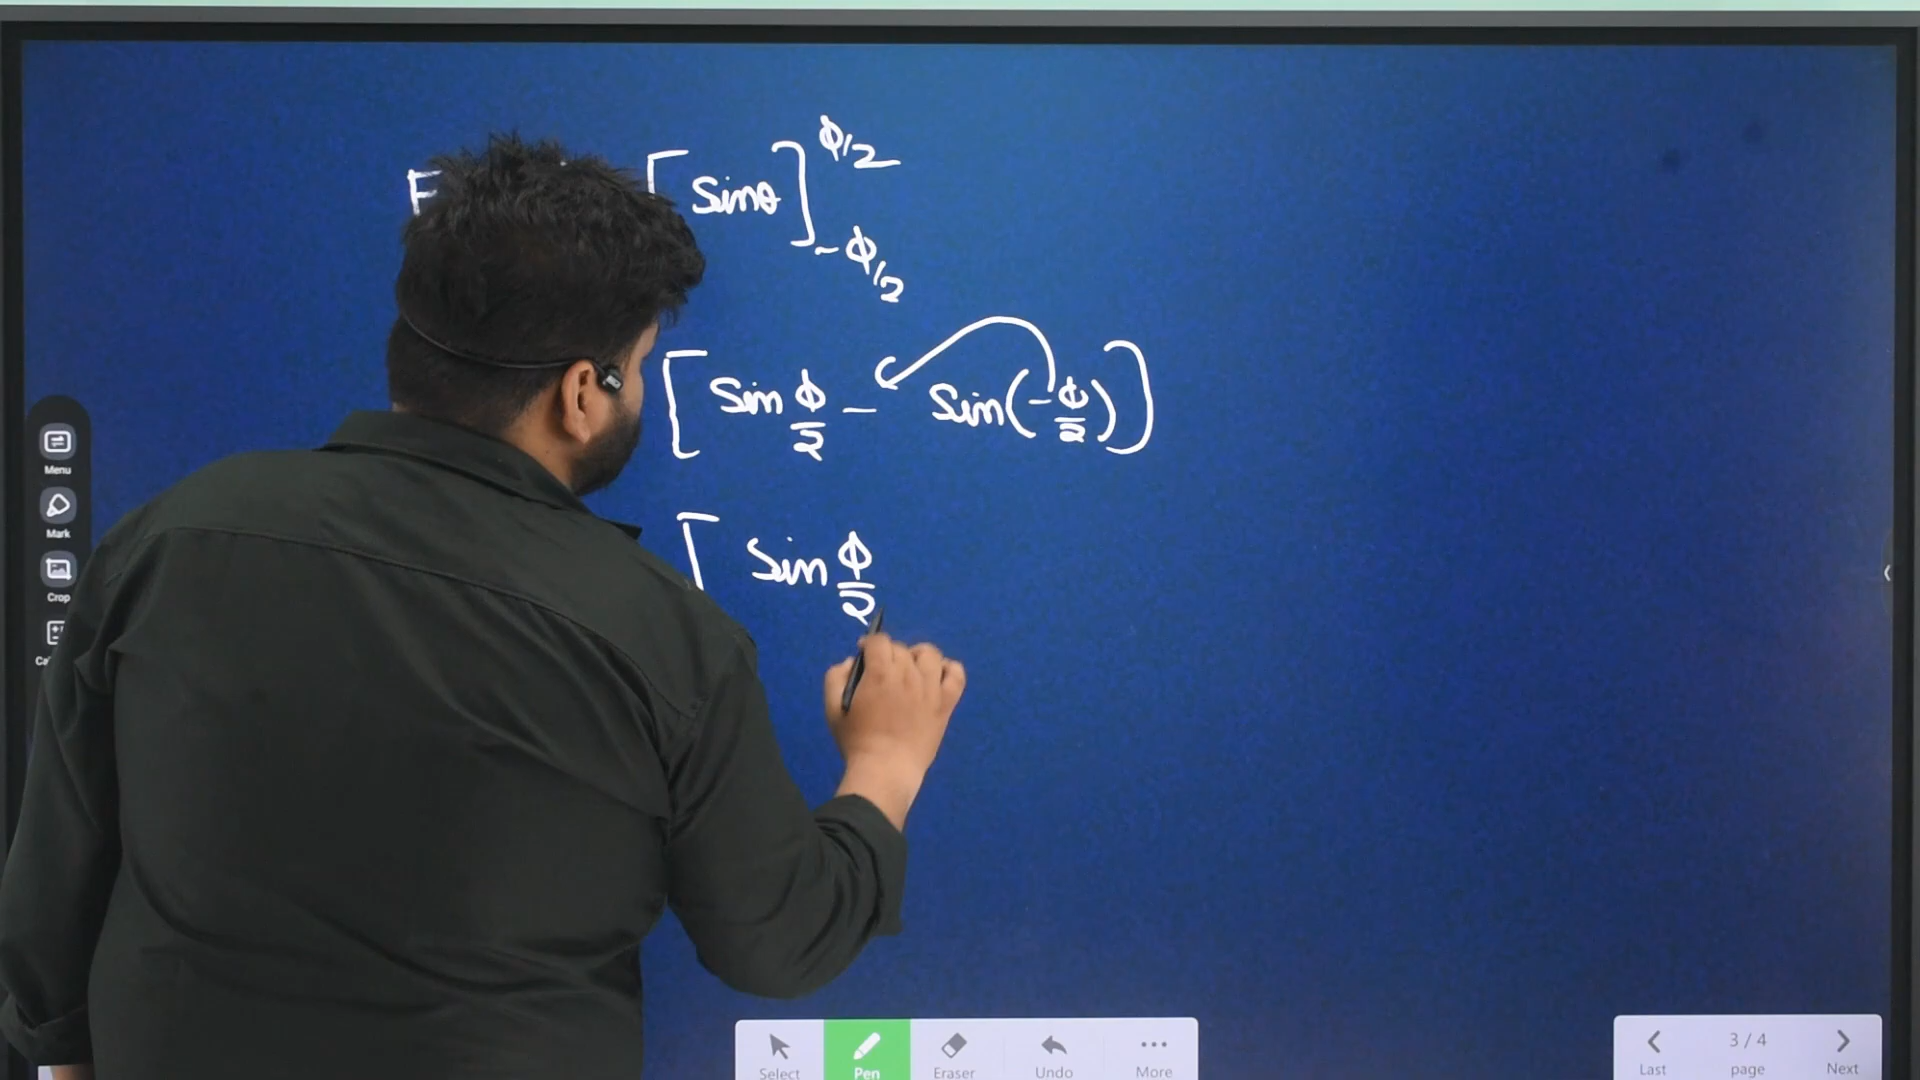 E [sinθ]^{ϕ/2}_{-ϕ/2}
[sin ϕ/2 - sin(-ϕ/2)]
[sin ϕ/2
Menu
Mark
Crop
Select
Pen
Eraser
Undo
More
Last
3 / 4
page
Next